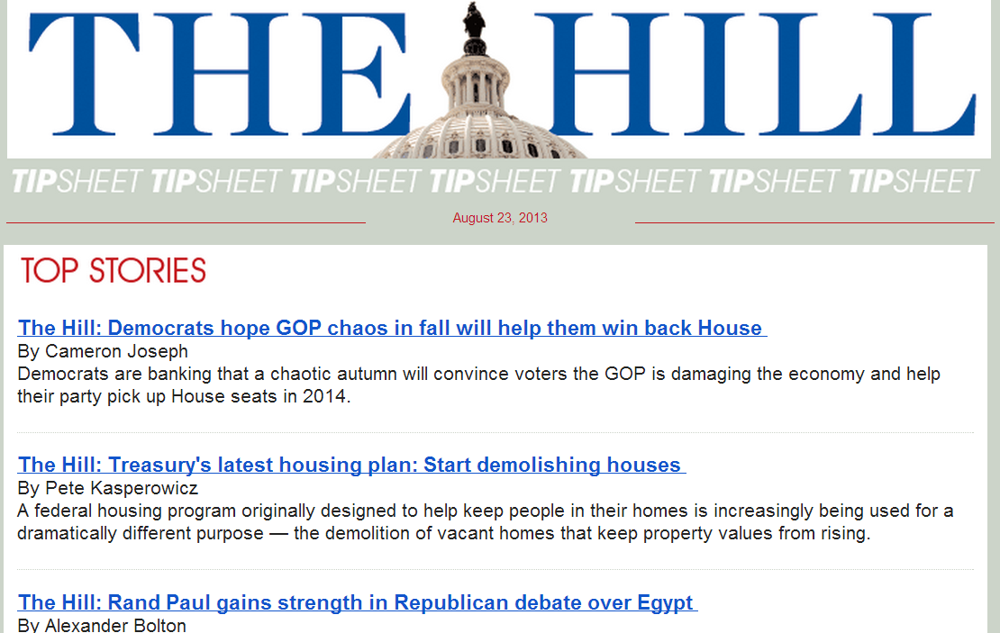 THE HILL
TIPSHEET TIPSHEET TIPSHEET TIPSHEET TIPSHEET TIPSHEET TIPSHEET
August 23, 2013
TOP STORIES
The Hill: Democrats hope GOP chaos in fall will help them win back House
By Cameron Joseph
Democrats are banking that a chaotic autumn will convince voters the GOP is damaging the economy and help
their party pick up House seats in 2014.
The Hill: Treasury's latest housing plan: Start demolishing houses
By Pete Kasperowicz
A federal housing program originally designed to help keep people in their homes is increasingly being used for a
dramatically different purpose — the demolition of vacant homes that keep property values from rising.
The Hill: Rand Paul gains strength in Republican debate over Egypt
By Alexander Bolton